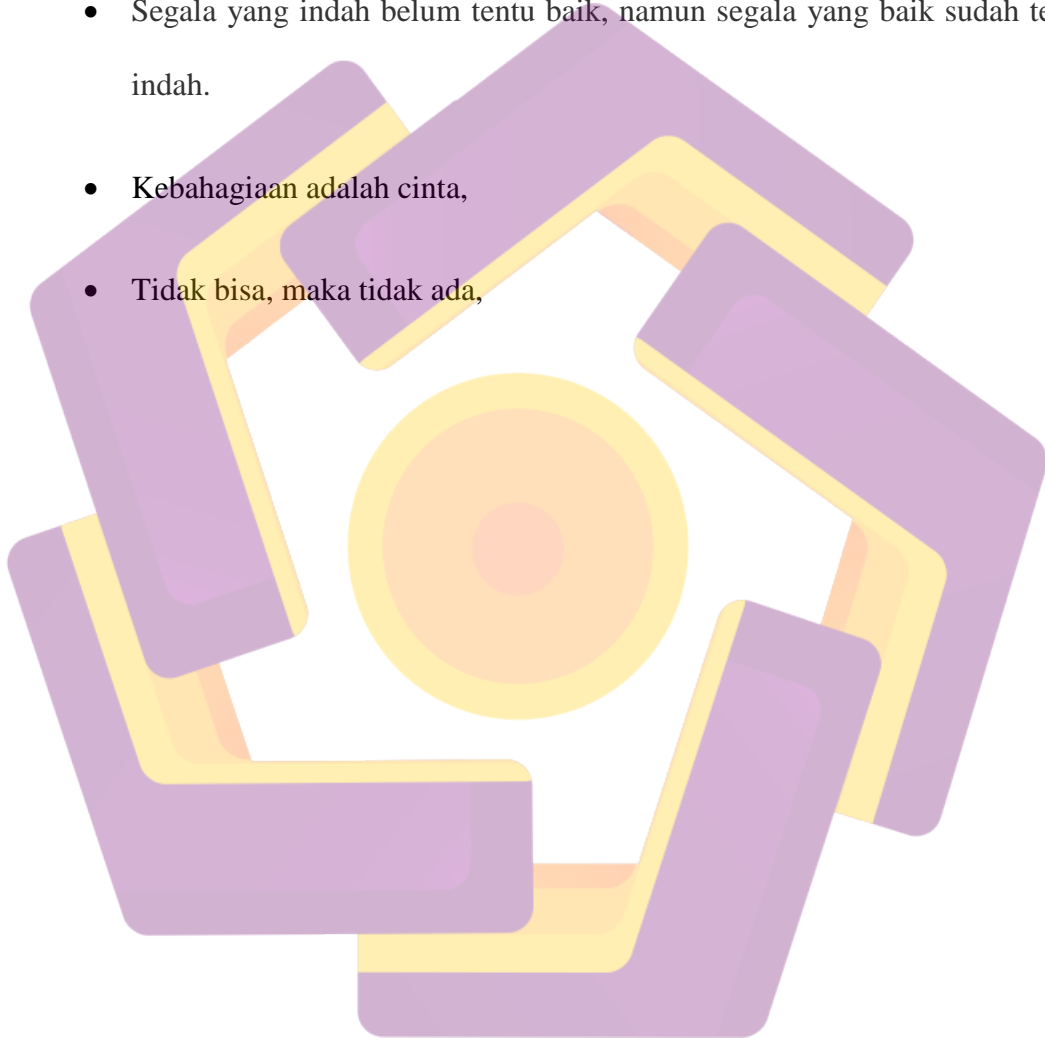 • Segala yang indah belum tentu baik, namun segala yang baik sudah
indah.
• Kebahagiaan adalah cinta,
• Tidak bisa, maka tidak ada,